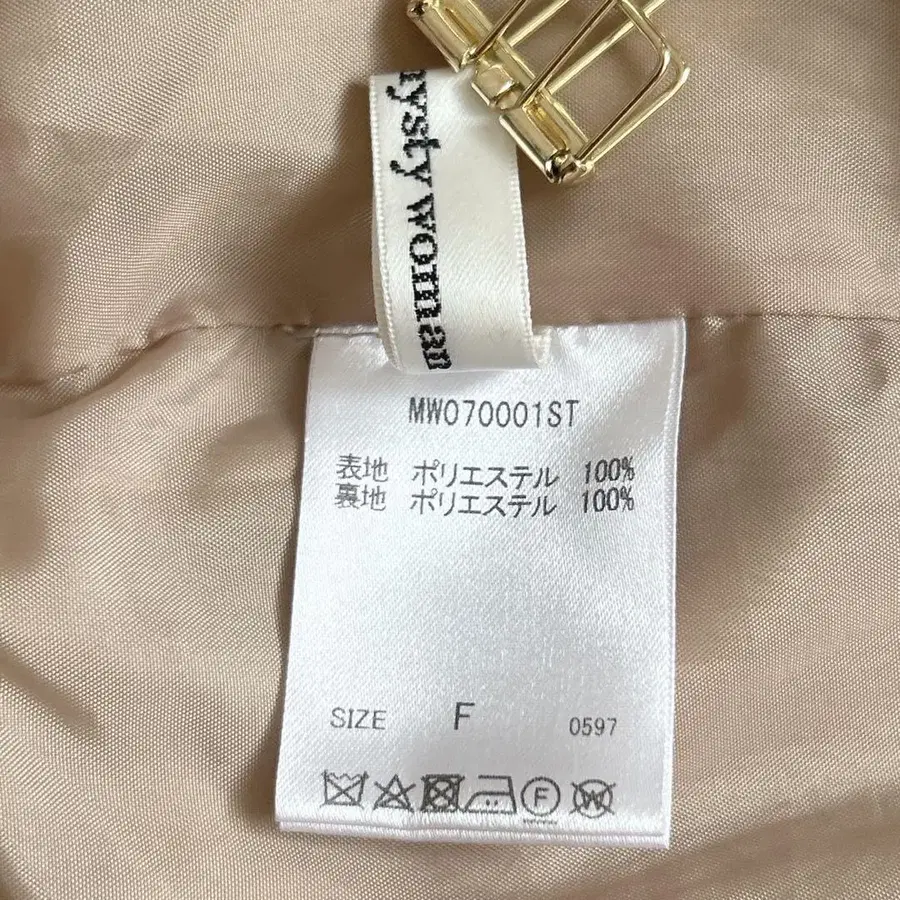 mysty woman
MW070001ST
表地 ポリエステル 100%
裏地 ポリエステル 100%
SIZE F 0597
F
W